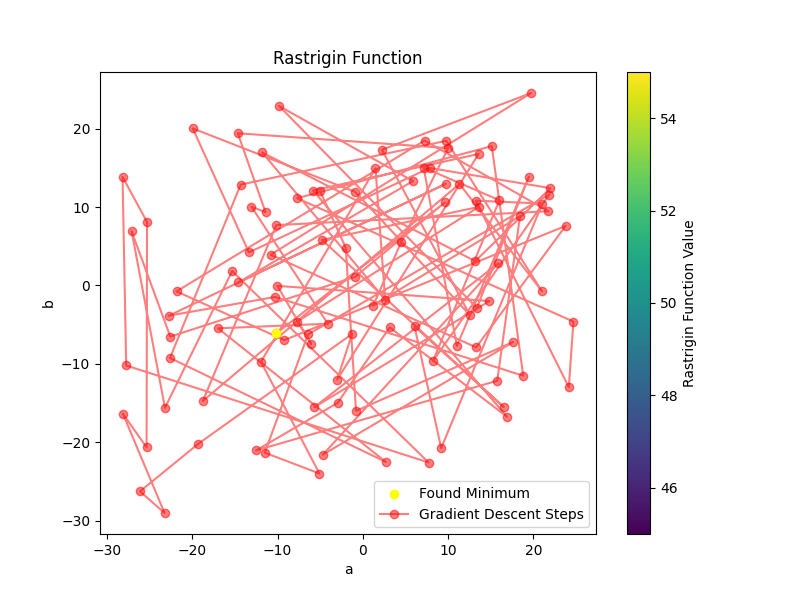 Rastrigin Function
20
10
0
−10
−20
−30
b
−30
−20
−10
0
10
20
a
Found Minimum
Gradient Descent Steps
54
52
50
48
46
Rastrigin Function Value